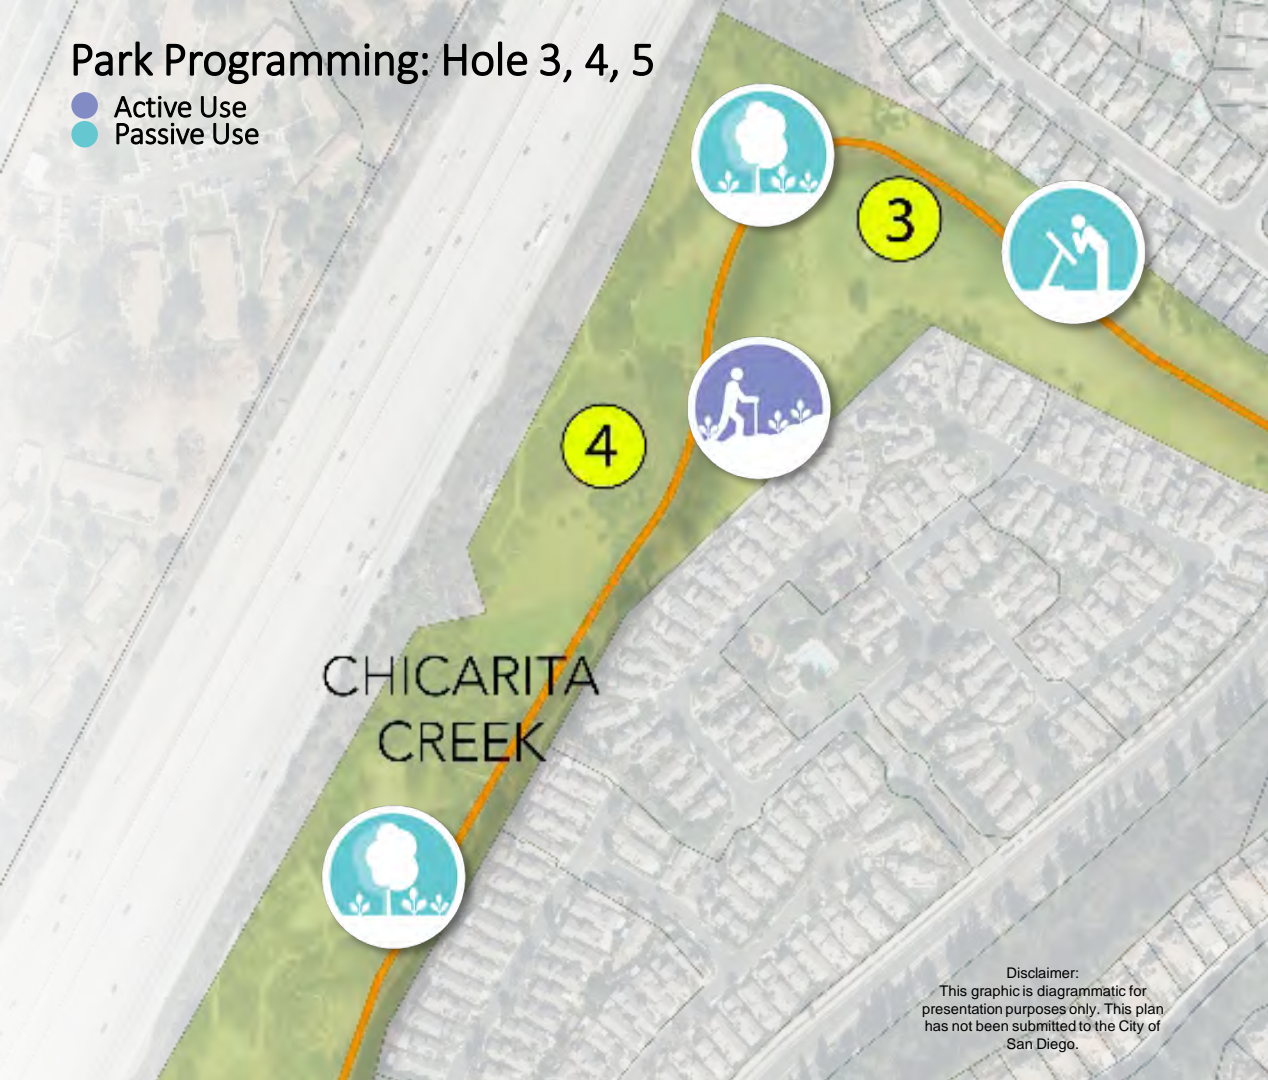 Park Programming: Hole 3, 4, 5
Active Use
Passive Use
3
4
CHICARITA
CREEK
Disclaimer:
This graphic is diagrammatic for
presentation purposes only. This plan
has not been submitted to the City of
San Diego.